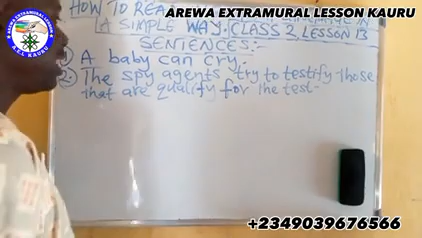 AREWA EXTRAMURAL LESSON KAURU
HOW TO REA
A SIMPLE WAY. CLASS 2, LESSON 13
SENTENCES:-
1) A baby can cry.
2) The spy agents try to testify those
that are qualify for the test.
A.E.L KAURU
+2349039676566